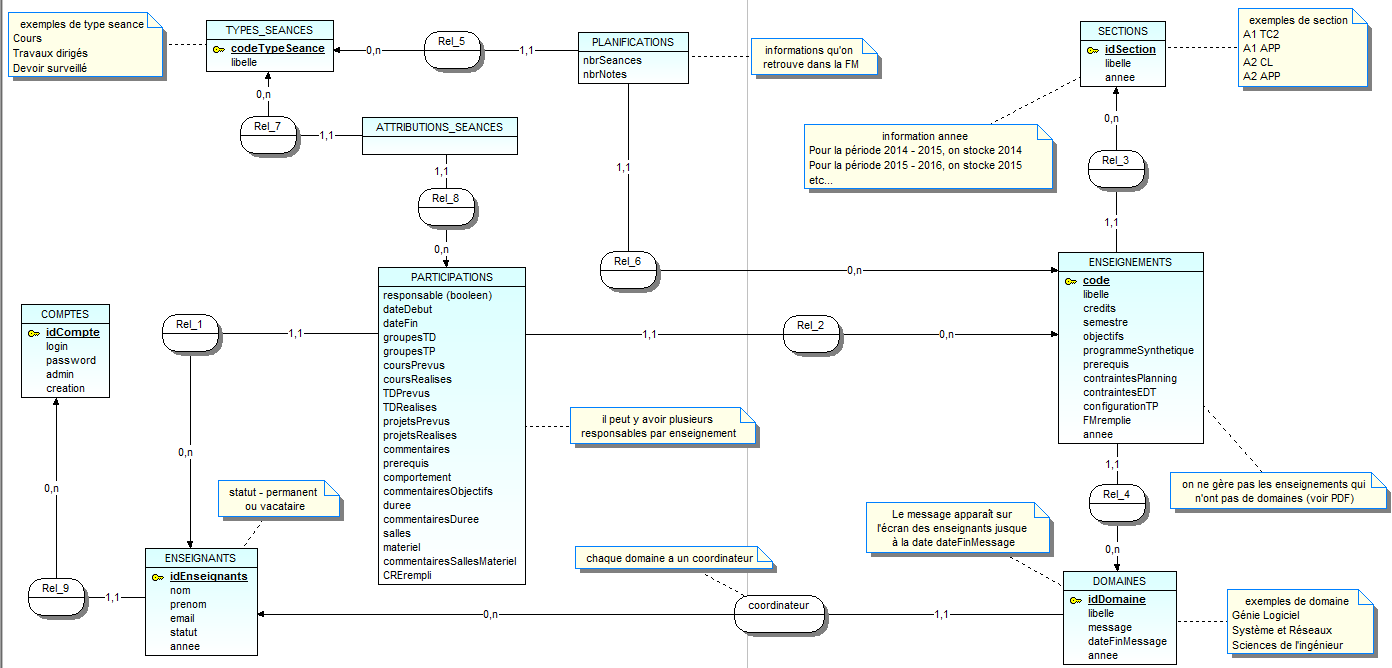 exemples de type seance
Cours
Travaux dirigés
Devoir surveillé
TYPES_SEANCES
codeTypeSeance
libelle
0,n
Rel_5
1,1
PLANIFICATIONS
nbrSeances
nbrNotes
informations qu'on
retrouve dans la FM
SECTIONS
idSection
libelle
annee
exemples de section
A1 TC2
A1 APP
A2 CL
A2 APP
0,n
Rel_7
1,1
ATTRIBUTIONS_SEANCES
1,1
Rel_8
0,n
1,1
Rel_6
0,n
information annee
Pour la période 2014 - 2015, on stocke 2014
Pour la période 2015 - 2016, on stocke 2015
etc...
0,n
Rel_3
1,1
PARTICIPATIONS
responsable (booleen)
dateDebut
dateFin
groupesTD
groupesTP
coursPrevus
coursRealises
TDPrevus
TDRealises
projetsPrevus
projetsRealises
commentaires
prerequis
comportement
commentairesObjectifs
duree
commentairesDuree
salles
materiel
commentairesSallesMateriel
CRErempli
ENSEIGNEMENTS
code
libelle
credits
semestre
objectifs
programmeSynthetique
prerequis
contraintesPlanning
contraintesEDT
configurationTP
FMremplie
annee
COMPTES
idCompte
login
password
admin
creation
Rel_1
1,1
0,n
1,1
Rel_2
0,n
il peut y avoir plusieurs
responsables par enseignement
1,1
Rel_4
0,n
on ne gère pas les enseignements qui
n'ont pas de domaines (voir PDF)
0,n
Rel_9
1,1
statut - permanent
ou vacataire
ENSEIGNANTS
idEnseignants
nom
prenom
email
statut
annee
chaque domaine a un coordinateur
Le message apparaît sur
l'écran des enseignants jusque
à la date dateFinMessage
0,n
coordinateur
1,1
DOMAINES
idDomaine
libelle
message
dateFinMessage
annee
exemples de domaine
Génie Logiciel
Système et Réseaux
Sciences de l'ingénieur